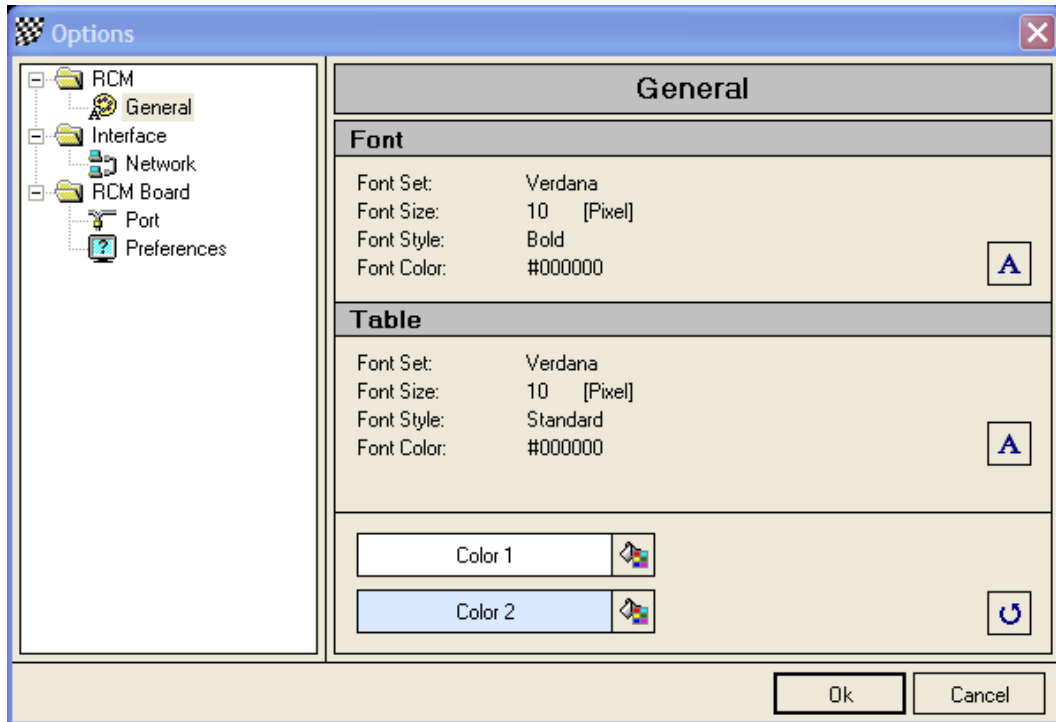 Options
RCM
General
Interface
Network
RCM Board
Port
Preferences
General
Font
Font Set: Verdana
Font Size: 10 [Pixel]
Font Style: Bold
Font Color: #000000
A
Table
Font Set: Verdana
Font Size: 10 [Pixel]
Font Style: Standard
Font Color: #000000
A
Color 1
Color 2
Ok Cancel